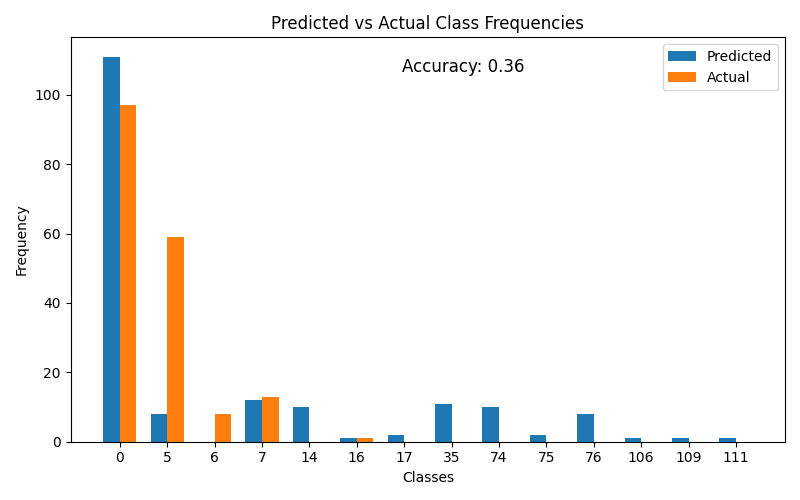 Predicted vs Actual Class Frequencies
Accuracy: 0.36
Predicted
Actual
Frequency
100
80
60
40
20
0
0 5 6 7 14 16 17 35 74 75 76 106 109 111
Classes